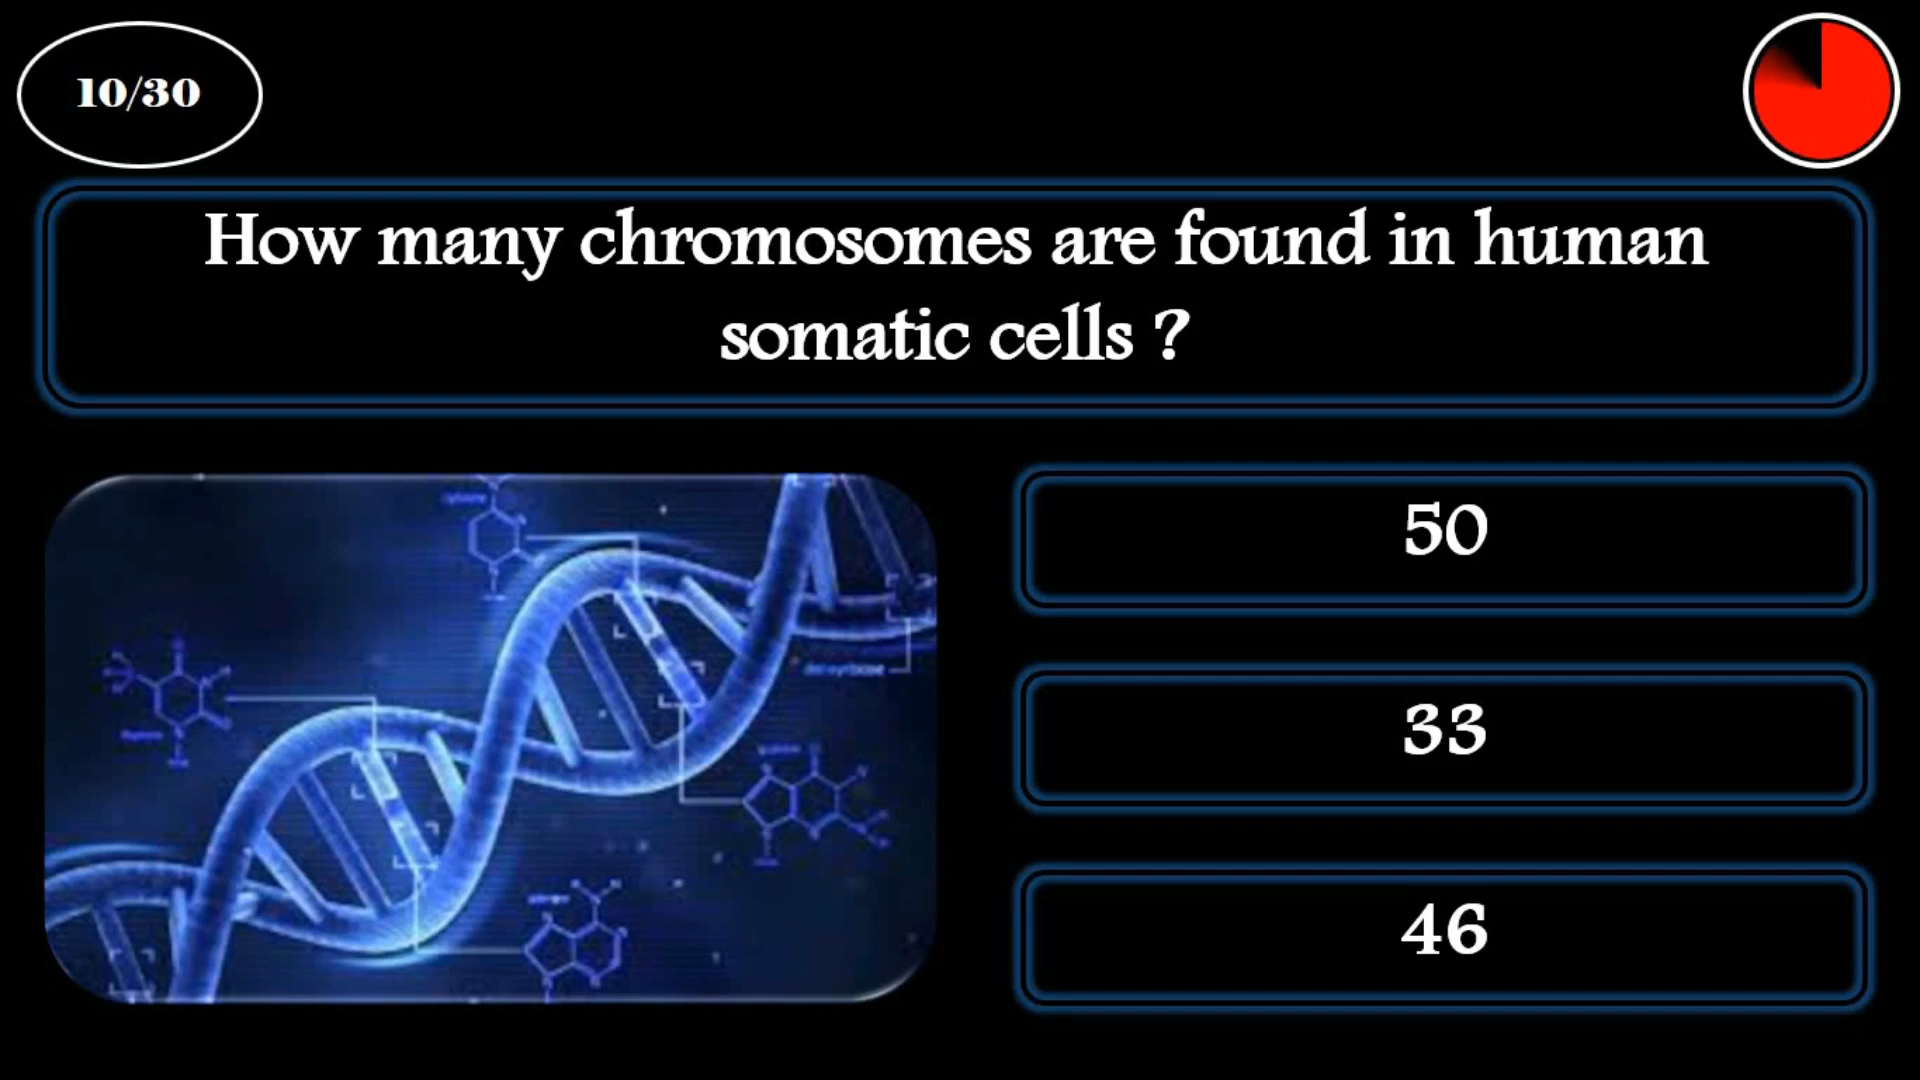 10/30
How many chromosomes are found in human
somatic cells ?
50
33
46